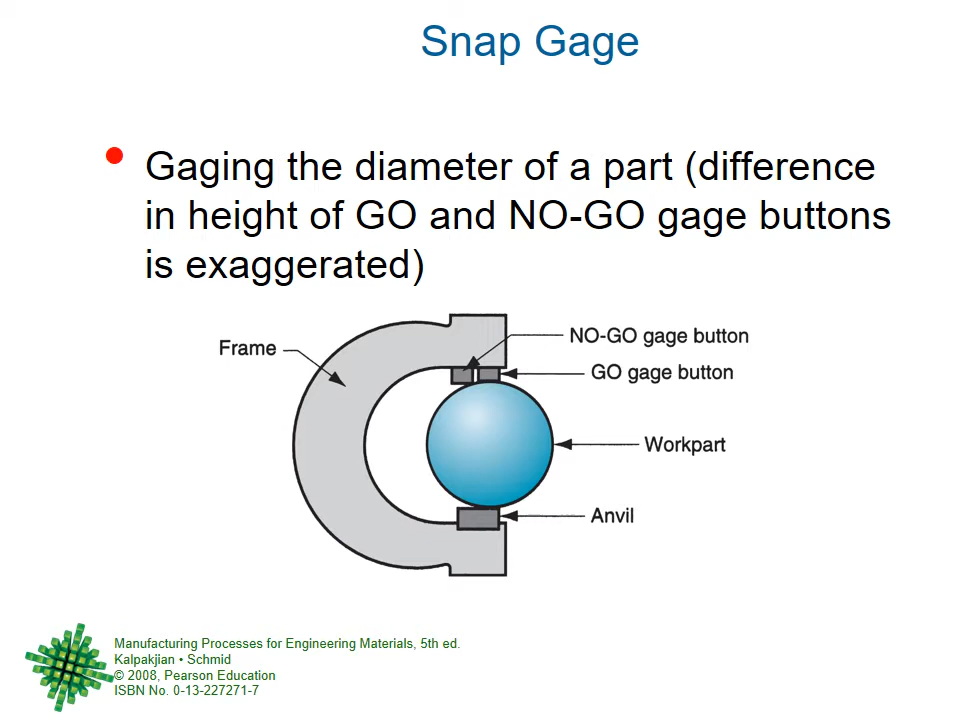 Snap Gage
• Gaging the diameter of a part (difference
in height of GO and NO-GO gage buttons
is exaggerated)
Frame
NO-GO gage button
GO gage button
Workpart
Anvil
Manufacturing Processes for Engineering Materials, 5th ed.
Kalpakjian • Schmid
© 2008, Pearson Education
ISBN No. 0-13-227271-7